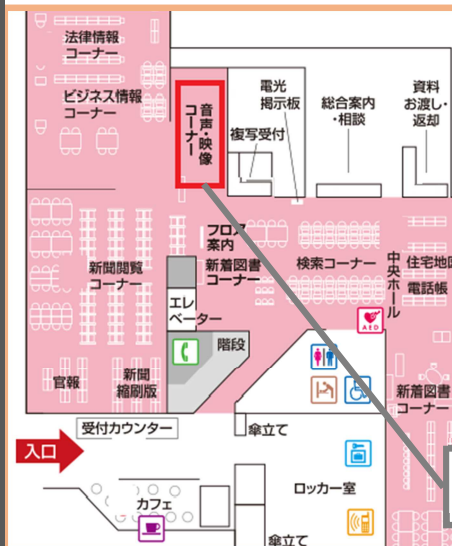 法律情報
コーナー
ビジネス情報
コーナー
音声・映像
コーナー
電光
掲示板
複写受付
総合案内
・相談
資料
お渡し・
返却
フロア
案内
新着図書
コーナー
検索コーナー
中央ホール
住宅地図
電話帳
新聞閲覧
コーナー
エレ
ベーター
階段
AED
官報
新聞
縮刷版
新着図書
コーナー
受付カウンター
傘立て
入口
ロッカー室
カフェ
傘立て